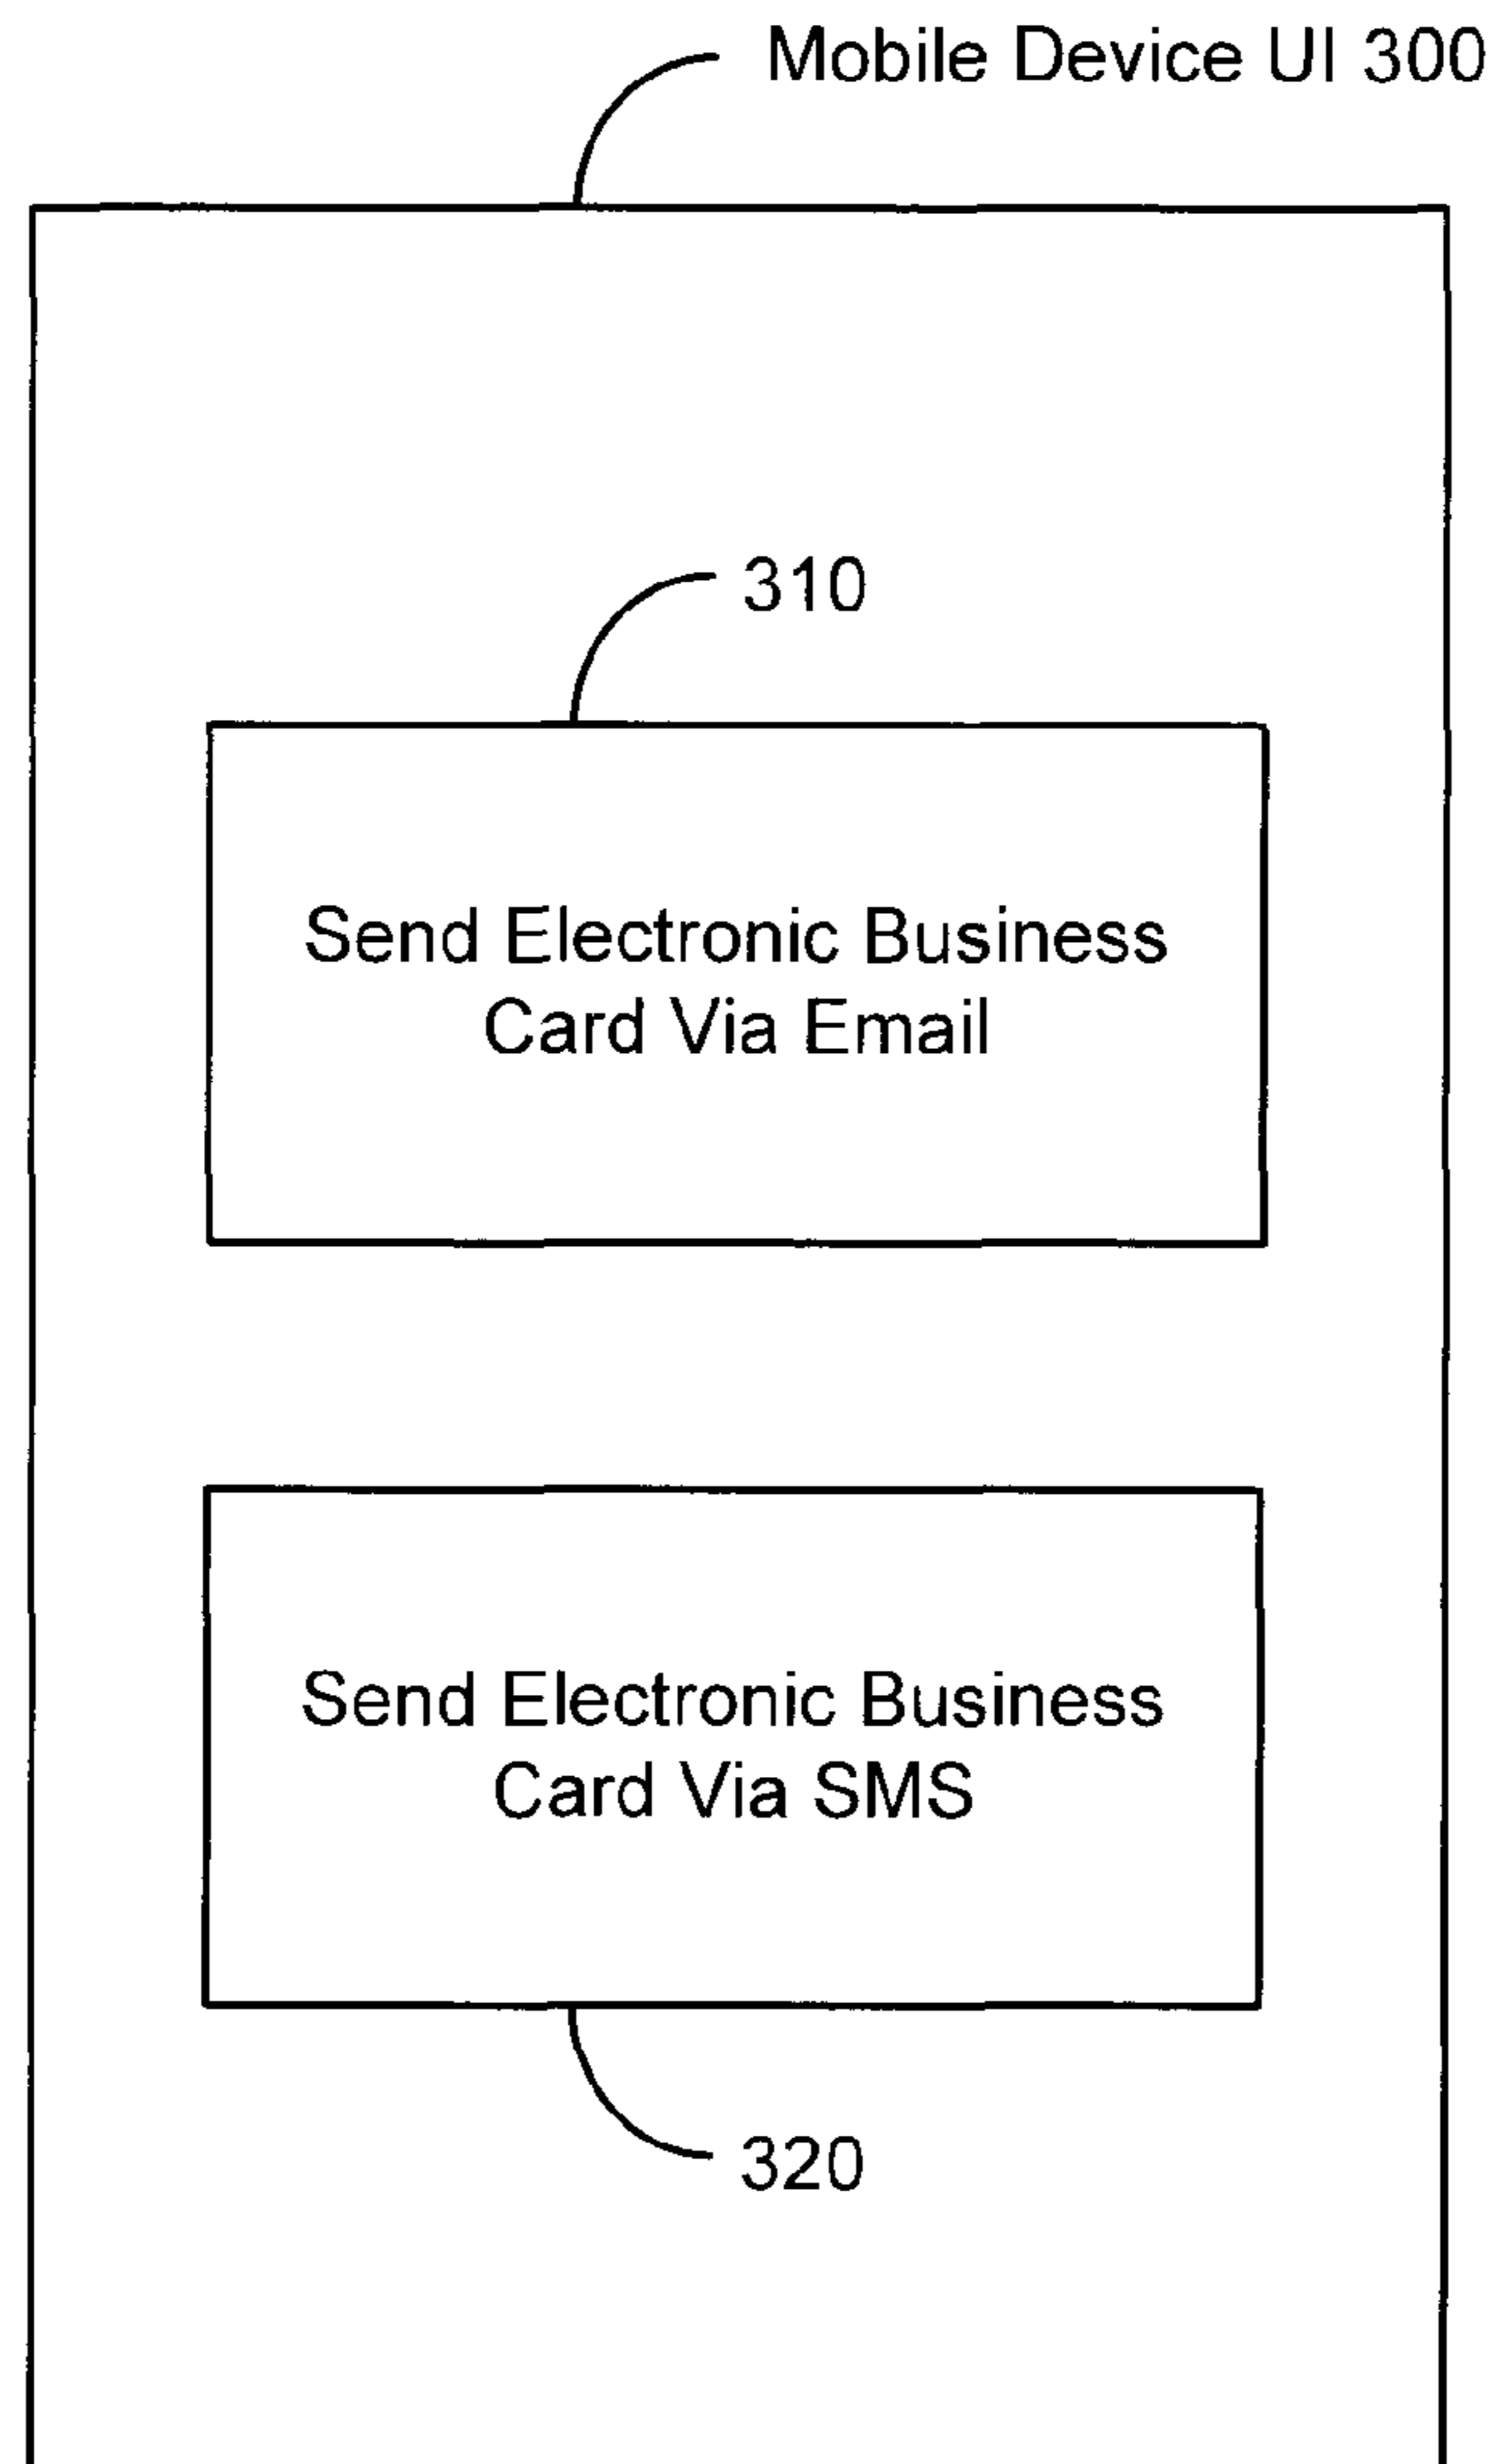 Mobile Device UI 300
310
Send Electronic Business
Card Via Email
Send Electronic Business
Card Via SMS
320